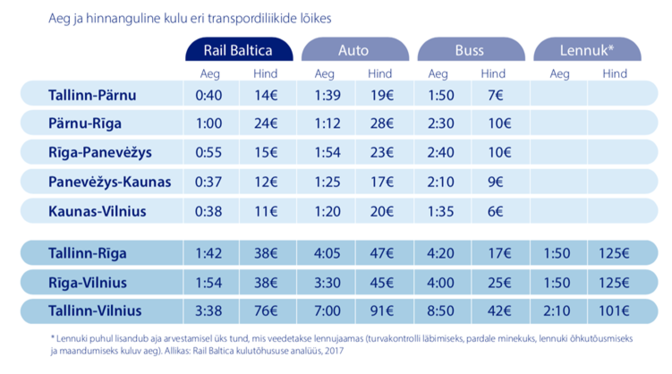 Aeg ja hinnanguline kulu eri transpordiliikide lõikes
Rail Baltica Auto Buss Lennuk*
Aeg Hind Aeg Hind Aeg Hind Aeg Hind
Tallinn-Pärnu 0:40 14€ 1:39 19€ 1:50 7€
Pärnu-Rīga 1:00 24€ 1:12 28€ 2:30 10€
Rīga-Panevėžys 0:55 15€ 1:54 23€ 2:40 10€
Panevėžys-Kaunas 0:37 12€ 1:25 17€ 2:10 9€
Kaunas-Vilnius 0:38 11€ 1:20 20€ 1:35 6€
Tallinn-Rīga 1:42 38€ 4:05 47€ 4:20 17€ 1:50 125€
Rīga-Vilnius 1:54 38€ 3:30 45€ 4:00 25€ 1:50 125€
Tallinn-Vilnius 3:38 76€ 7:00 91€ 8:50 42€ 2:10 101€
* Lennuki puhul lisandub aja arvestamisel üks tund, mis veedetakse lennujaamas (turvakontrolli läbimiseks, pardale minekuks, lennuki õhkutõusmiseks
ja maandumiseks kuluv aeg). Allikas: Rail Baltica kulutõhususe analüüs, 2017